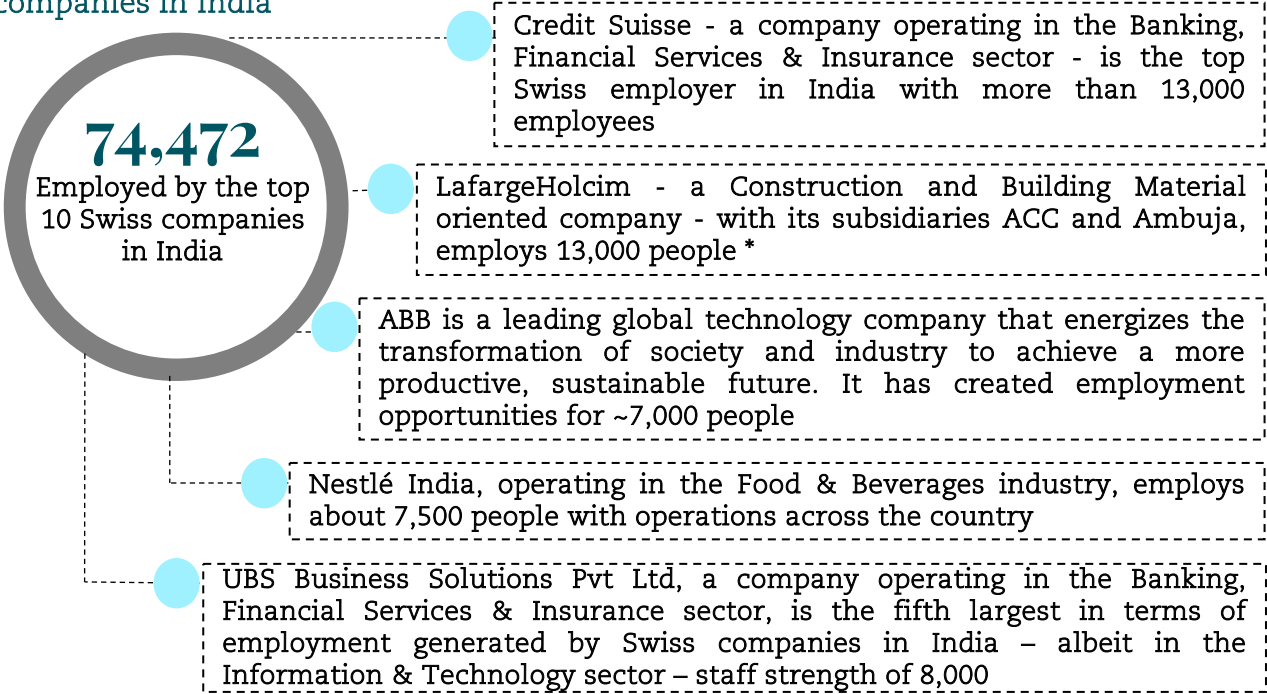 companies in India
Credit Suisse - a company operating in the Banking,
Financial Services & Insurance sector - is the top
Swiss employer in India with more than 13,000
employees
74,472
Employed by the top
10 Swiss companies
in India
LafargeHolcim - a Construction and Building Material
oriented company - with its subsidiaries ACC and Ambuja,
employs 13,000 people *
ABB is a leading global technology company that energizes the
transformation of society and industry to achieve a more
productive, sustainable future. It has created employment
opportunities for ~7,000 people
Nestlé India, operating in the Food & Beverages industry, employs
about 7,500 people with operations across the country
UBS Business Solutions Pvt Ltd, a company operating in the Banking,
Financial Services & Insurance sector, is the fifth largest in terms of
employment generated by Swiss companies in India – albeit in the
Information & Technology sector – staff strength of 8,000